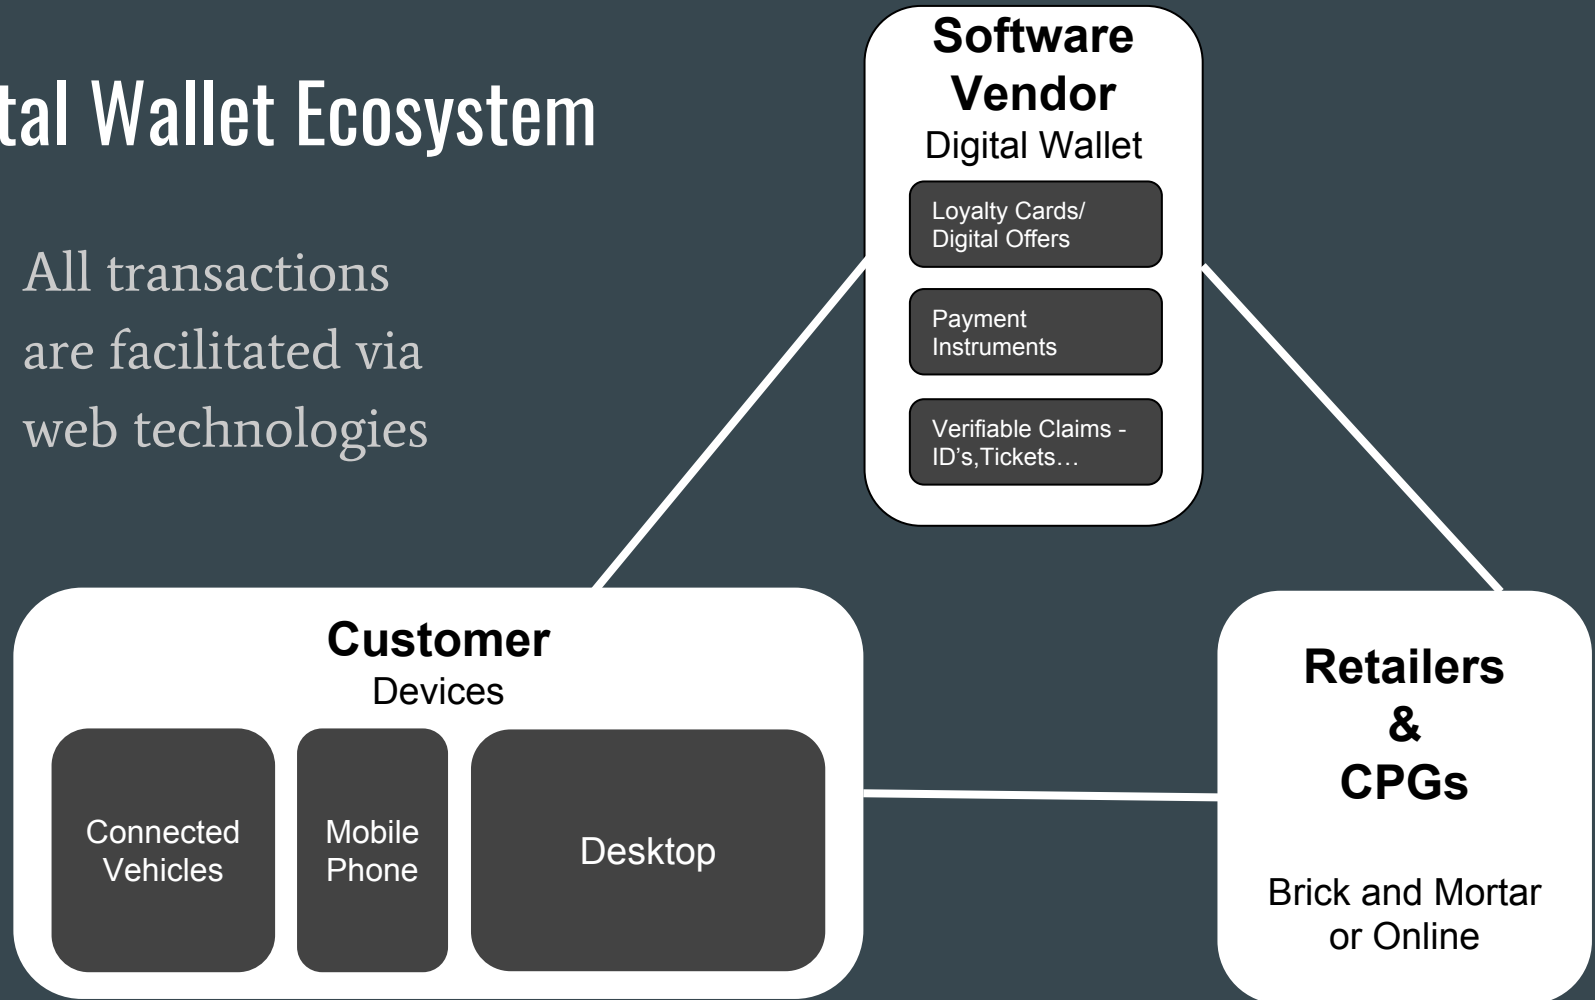 tal Wallet Ecosystem
All transactions
are facilitated via
web technologies
Software
Vendor
Digital Wallet
Loyalty Cards/
Digital Offers
Payment
Instruments
Verifiable Claims -
ID's,Tickets…
Customer
Devices
Connected
Vehicles
Mobile
Phone
Desktop
Retailers
&
CPGs
Brick and Mortar
or Online